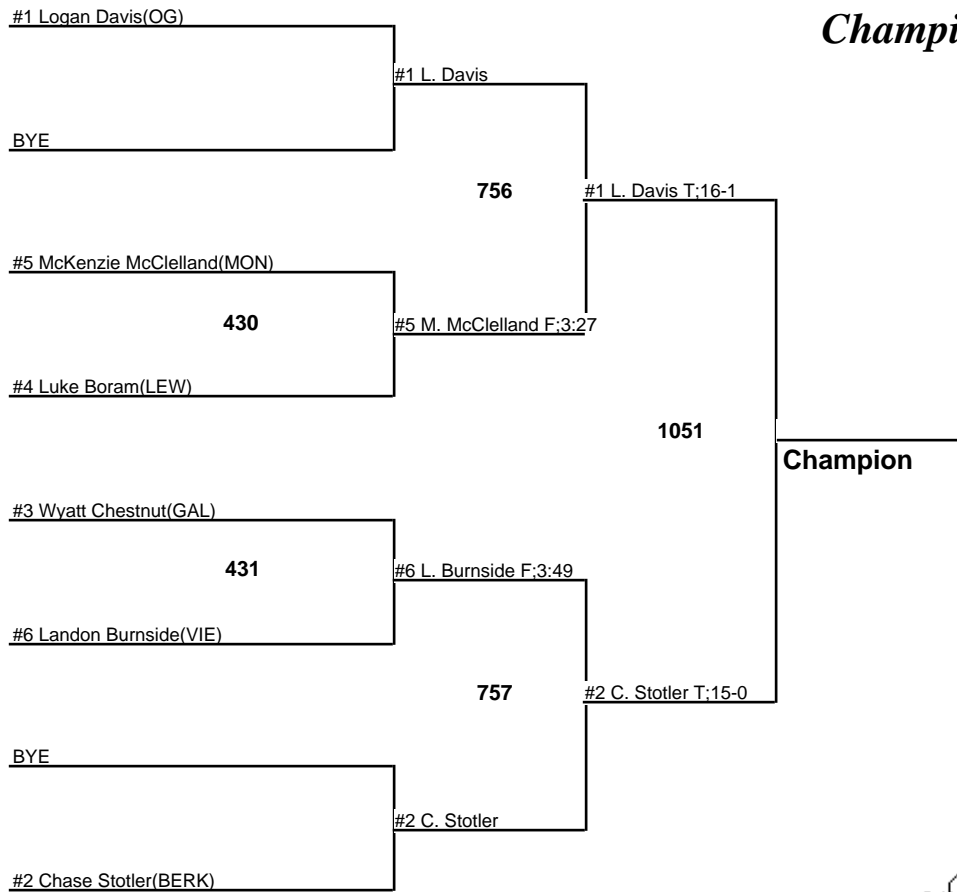 #1 Logan Davis(OG)
Champi
#1 L. Davis
BYE
756
#1 L. Davis T;16-1
#5 McKenzie McClelland(MON)
430
#5 M. McClelland F;3:27
#4 Luke Boram(LEW)
1051
Champion
#3 Wyatt Chestnut(GAL)
431
#6 L. Burnside F;3:49
#6 Landon Burnside(VIE)
757
#2 C. Stotler T;15-0
BYE
#2 C. Stotler
#2 Chase Stotler(BERK)